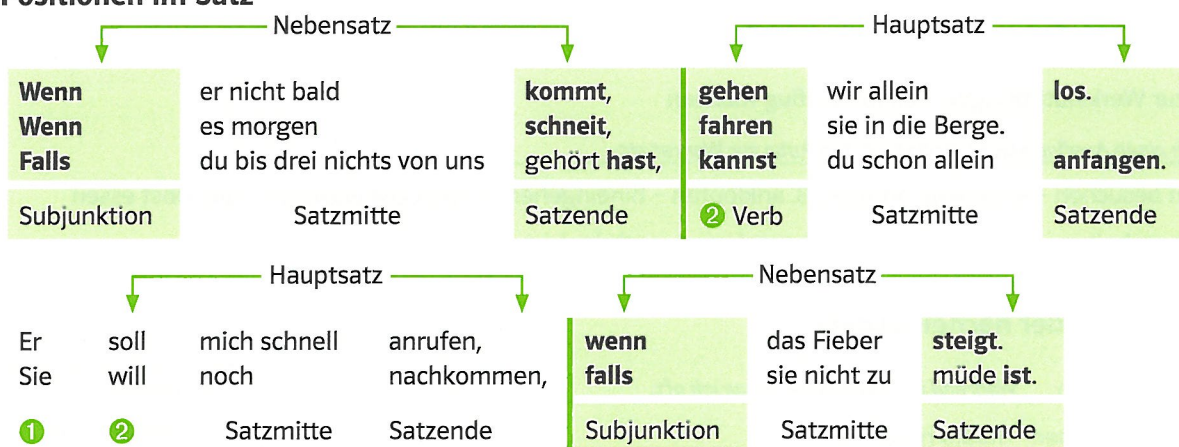 Positionen im Satz
Nebensatz Hauptsatz
Wenn er nicht bald kommt, gehen wir allein los.
Wenn es morgen schneit, fahren sie in die Berge.
Falls du bis drei nichts von uns gehört hast, kannst du schon allein anfangen.
Subjunktion Satzmitte Satzende 2 Verb Satzmitte Satzende
Hauptsatz Nebensatz
Er soll mich schnell anrufen, wenn das Fieber steigt.
Sie will noch nachkommen, falls sie nicht zu müde ist.
1 2 Satzmitte Satzende Subjunktion Satzmitte Satzende